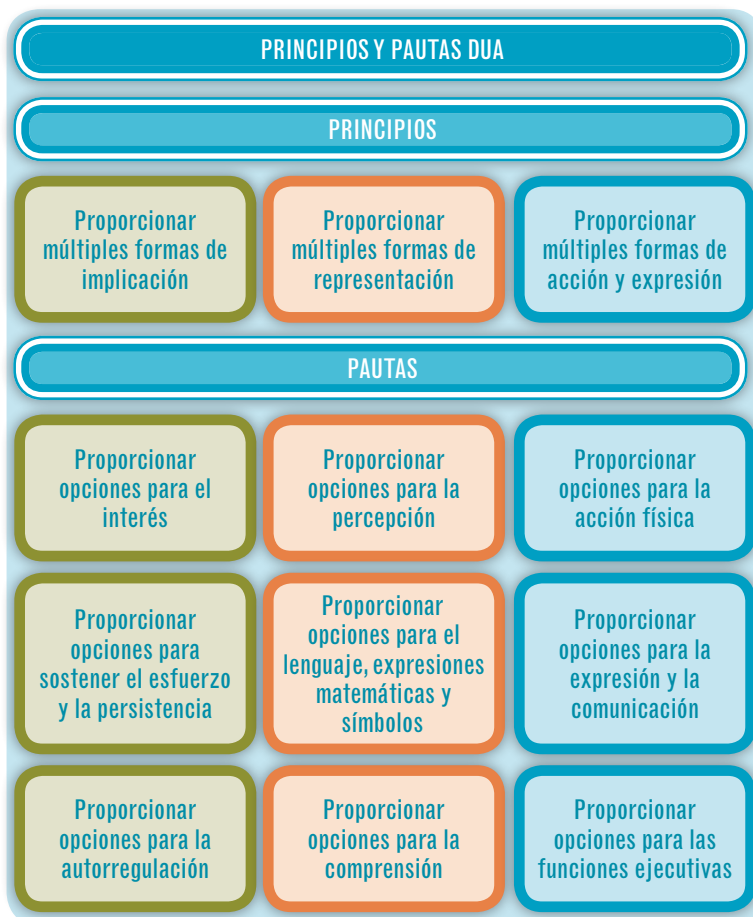 PRINCIPIOS Y PAUTAS DUA
PRINCIPIOS
Proporcionar
múltiples formas de
implicación
Proporcionar
múltiples formas de
representación
Proporcionar
múltiples formas de
acción y expresión
PAUTAS
Proporcionar
opciones para el
interés
Proporcionar
opciones para la
percepción
Proporcionar
opciones para la
acción física
Proporcionar
opciones para
sostener el esfuerzo
y la persistencia
Proporcionar
opciones para el
lenguaje, expresiones
matemáticas y
símbolos
Proporcionar
opciones para la
expresión y la
comunicación
Proporcionar
opciones para la
autorregulación
Proporcionar
opciones para la
comprensión
Proporcionar
opciones para las
funciones ejecutivas